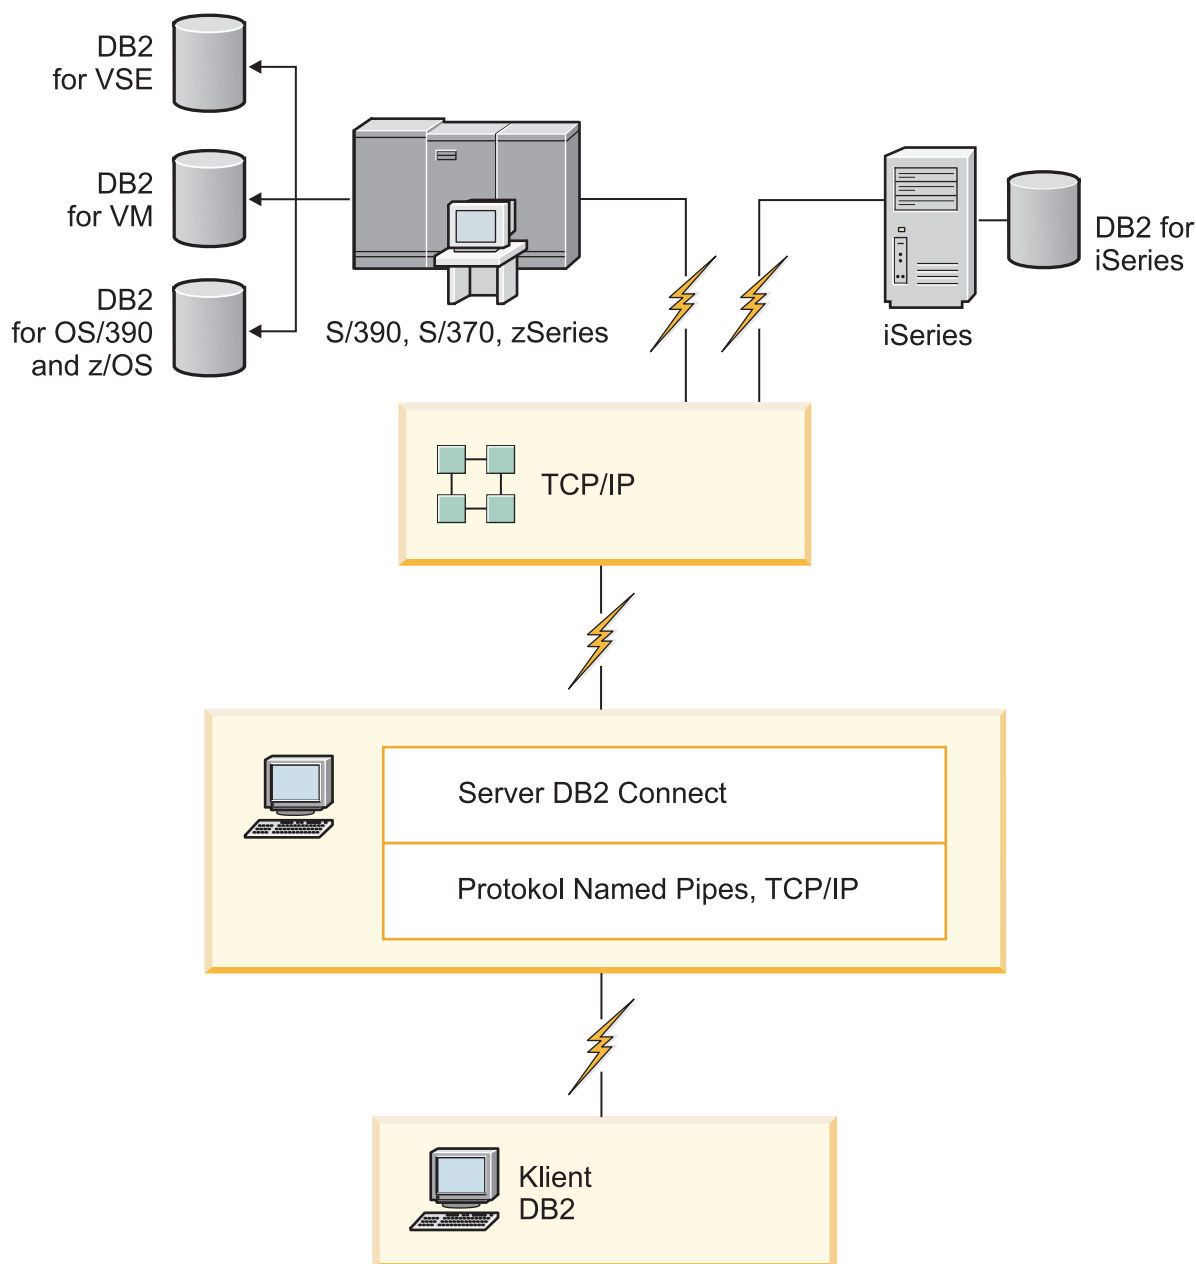 DB2
for VSE
DB2
for VM
DB2
for OS/390
and z/OS
S/390, S/370, zSeries
iSeries
DB2 for
iSeries
TCP/IP
Server DB2 Connect
Protokol Named Pipes, TCP/IP
Klient
DB2